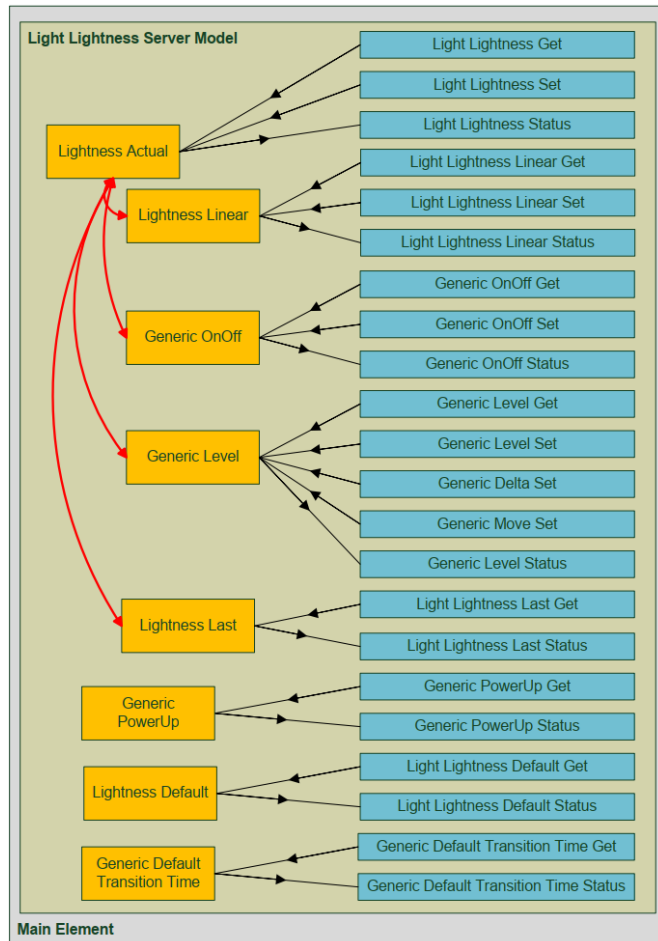 Light Lightness Server Model
Light Lightness Get
Light Lightness Set
Light Lightness Status
Lightness Actual
Light Lightness Linear Get
Light Lightness Linear Set
Light Lightness Linear Status
Lightness Linear
Generic OnOff Get
Generic OnOff Set
Generic OnOff Status
Generic OnOff
Generic Level Get
Generic Level Set
Generic Delta Set
Generic Move Set
Generic Level Status
Generic Level
Light Lightness Last Get
Light Lightness Last Status
Lightness Last
Generic PowerUp Get
Generic PowerUp Status
Generic
PowerUp
Light Lightness Default Get
Light Lightness Default Status
Lightness Default
Generic Default Transition Time Get
Generic Default Transition Time Status
Generic Default
Transition Time
Main Element